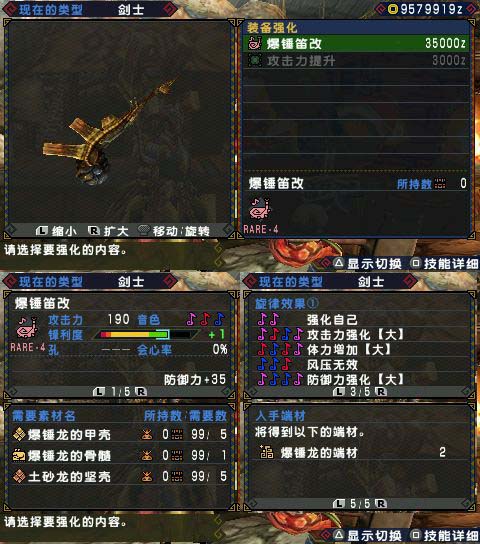 现在的类型 剑士
9579919z
装备强化
爆锤笛改 35000z
攻击力提升 3000z
爆锤笛改 所持数 0
RARE-4
L 缩小 R 扩大 移动/旋转
请选择要强化的内容。
△显示切换 □技能详细
现在的类型 剑士
爆锤笛改
攻击力 190 音色
锋利度 +1
RARE-4
孔 --- 会心率 0%
防御力+35
L 1/5 R
需要素材名 所持数/需要数
爆锤龙的甲壳 0 99/ 5
爆锤龙的骨髓 0 99/ 1
土砂龙的坚壳 0 99/ 5
请选择要强化的内容。
现在的类型 剑士
旋律效果①
强化自己
攻击力强化【大】
体力增加【大】
风压无效
防御力强化【大】
L 3/5 R
入手端材
将得到以下的端材。
爆锤龙的端材 2
L 5/5 R
△显示切换 □技能详细